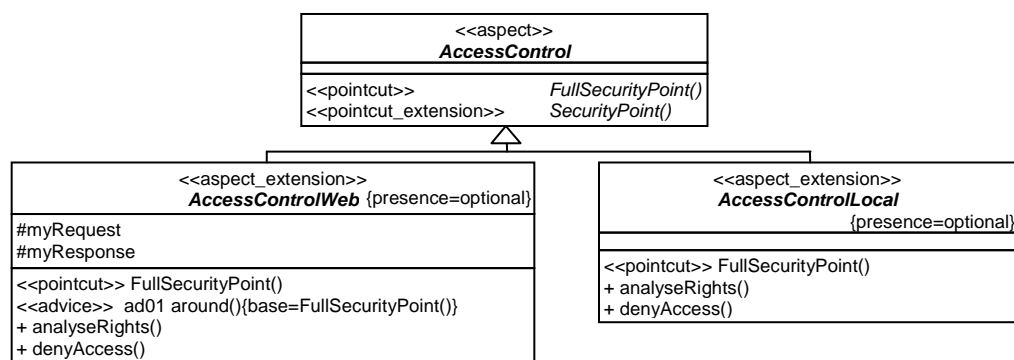 <<aspect>>
AccessControl
<<pointcut>> FullSecurityPoint()
<<pointcut_extension>> SecurityPoint()
<<aspect_extension>>
AccessControlWeb {presence=optional}
#myRequest
#myResponse
<<pointcut>> FullSecurityPoint()
<<advice>> ad01 around(){base=FullSecurityPoint()}
+ analyseRights()
+ denyAccess()
<<aspect_extension>>
AccessControlLocal
{presence=optional}
<<pointcut>> FullSecurityPoint()
+ analyseRights()
+ denyAccess()